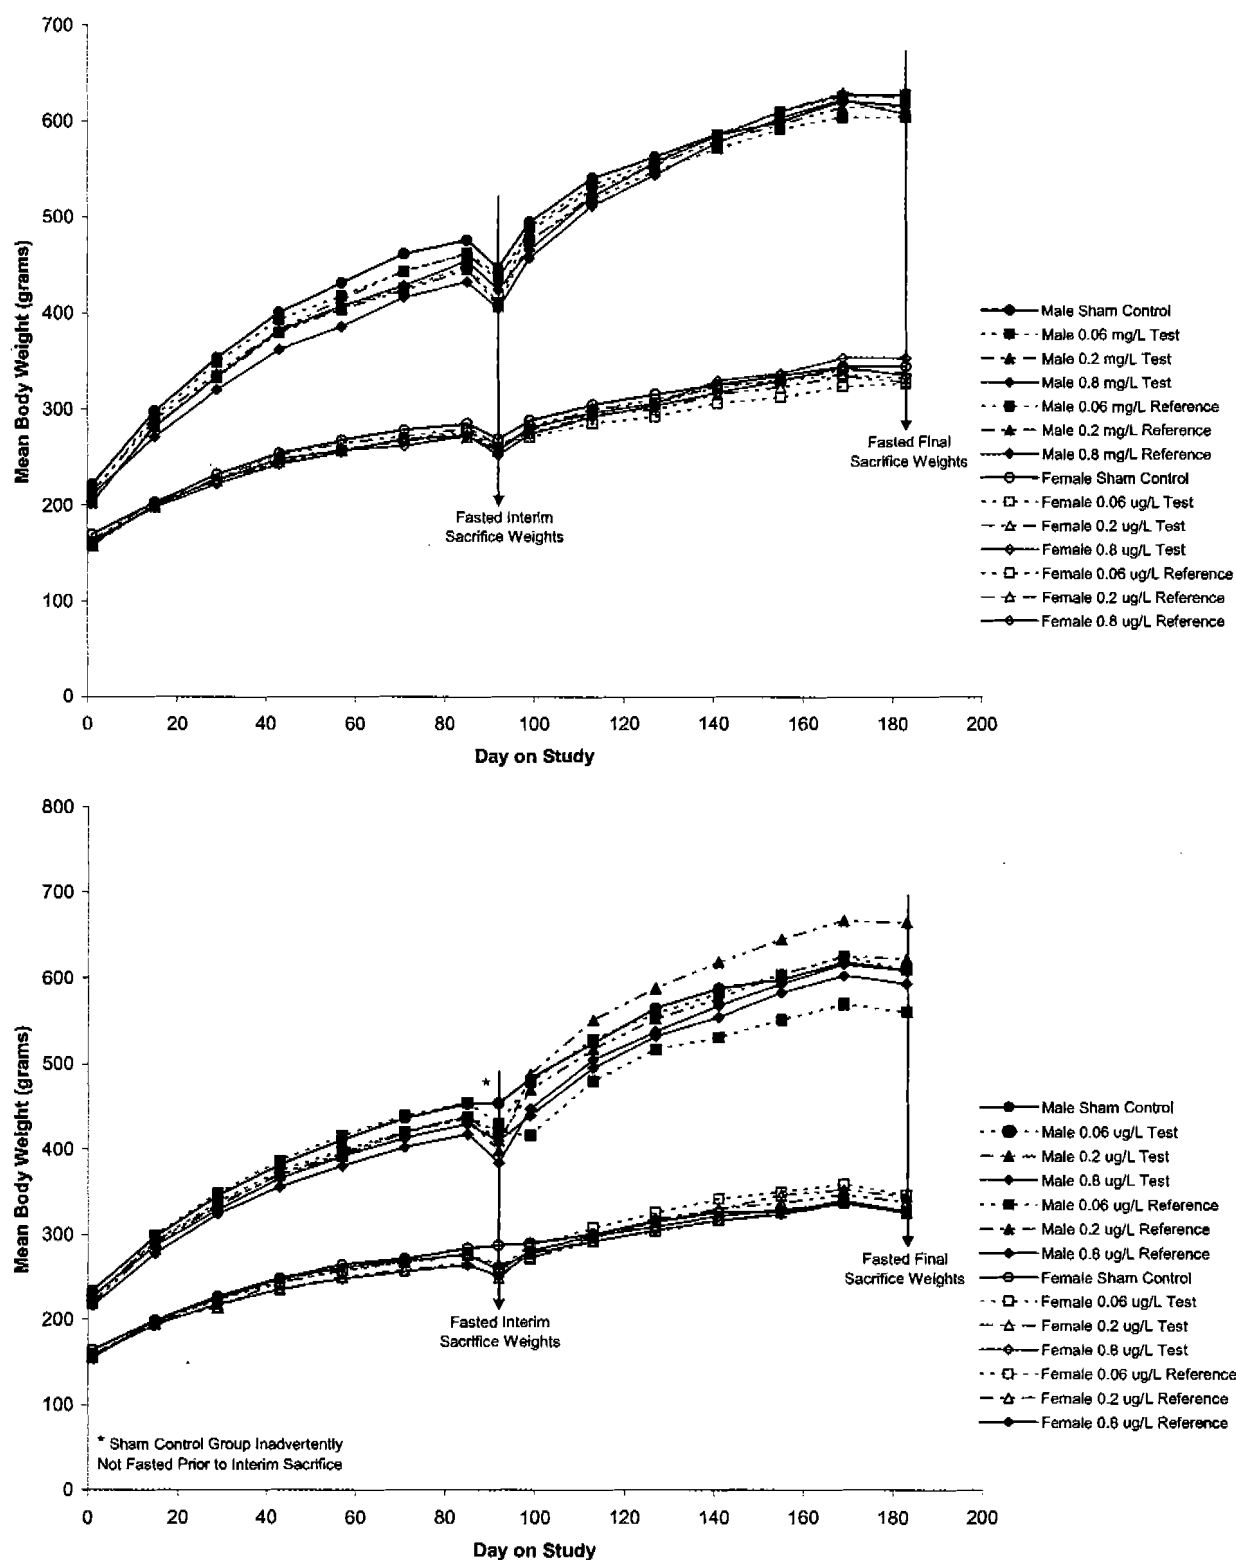 700
600
500
400
300
200
100
0
Mean Body Weight (grams)
0 20 40 60 80 100 120 140 160 180 200
Day on Study
Fasted Interim
Sacrifice Weights
Fasted Final
Sacrifice Weights
Male Sham Control
Male 0.06 mg/L Test
Male 0.2 mg/L Test
Male 0.8 mg/L Test
Male 0.06 mg/L Reference
Male 0.2 mg/L Reference
Male 0.8 mg/L Reference
Female Sham Control
Female 0.06 ug/L Test
Female 0.2 ug/L Test
Female 0.8 ug/L Test
Female 0.06 ug/L Reference
Female 0.2 ug/L Reference
Female 0.8 ug/L Reference
800
700
600
500
400
300
200
100
0
Mean Body Weight (grams)
*
Fasted Interim
Sacrifice Weights
Fasted Final
Sacrifice Weights
* Sham Control Group Inadvertently
Not Fasted Prior to Interim Sacrifice
0 20 40 60 80 100 120 140 160 180 200
Day on Study
Male Sham Control
Male 0.06 ug/L Test
Male 0.2 ug/L Test
Male 0.8 ug/L Test
Male 0.06 ug/L Reference
Male 0.2 ug/L Reference
Male 0.8 ug/L Reference
Female Sham Control
Female 0.06 ug/L Test
Female 0.2 ug/L Test
Female 0.8 ug/L Test
Female 0.06 ug/L Reference
Female 0.2 ug/L Reference
Female 0.8 ug/L Reference